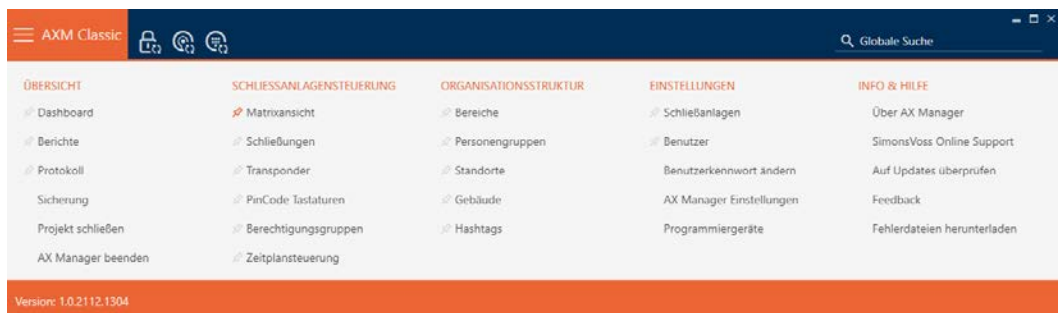 AXM Classic
Globale Suche
ÜBERSICHT
Dashboard
Berichte
Protokoll
Sicherung
Projekt schließen
AX Manager beenden
SCHLIESSANLAGENSTEUERUNG
Matrixansicht
Schließungen
Transponder
PinCode Tastaturen
Berechtigungsgruppen
Zeitplansteuerung
ORGANISATIONSSTRUKTUR
Bereiche
Personengruppen
Standorte
Gebäude
Hashtags
EINSTELLUNGEN
Schließanlagen
Benutzer
Benutzerkennwort ändern
AX Manager Einstellungen
Programmiergeräte
INFO & HILFE
Über AX Manager
SimonsVoss Online Support
Auf Updates überprüfen
Feedback
Fehlerdateien herunterladen
Version: 1.0.2112.1304